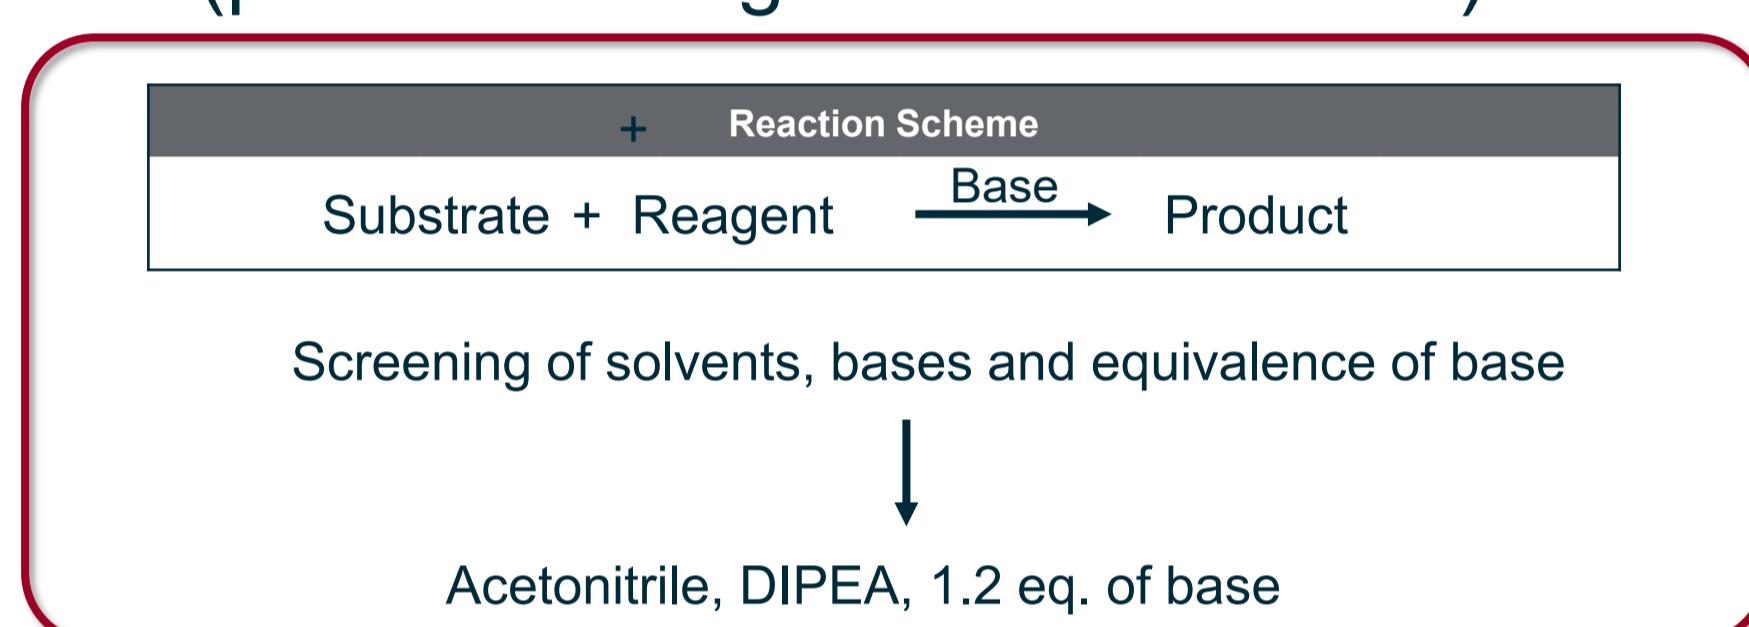 + Reaction Scheme
Base
Substrate + Reagent Product
Screening of solvents, bases and equivalence of base
Acetonitrile, DIPEA, 1.2 eq. of base